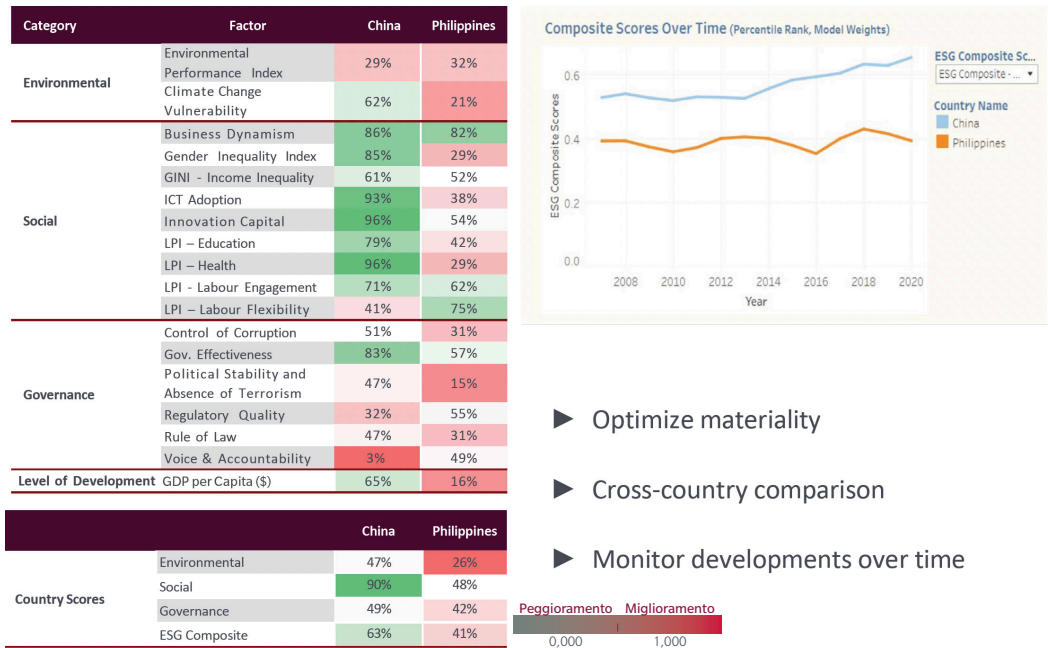 Category Factor China Philippines
Environmental
Environmental
Performance Index
29% 32%
Climate Change
Vulnerability
62% 21%
Social
Business Dynamism 86% 82%
Gender Inequality Index 85% 29%
GINI - Income Inequality 61% 52%
ICT Adoption 93% 38%
Innovation Capital 96% 54%
LPI – Education 79% 42%
LPI – Health 96% 29%
LPI - Labour Engagement 71% 62%
LPI – Labour Flexibility 41% 75%
Governance
Control of Corruption 51% 31%
Gov. Effectiveness 83% 57%
Political Stability and
Absence of Terrorism
47% 15%
Regulatory Quality 32% 55%
Rule of Law 47% 31%
Voice & Accountability 3% 49%
Level of Development GDP per Capita ($) 65% 16%
China Philippines
Country Scores
Environmental 47% 26%
Social 90% 48%
Governance 49% 42%
ESG Composite 63% 41%
Composite Scores Over Time (Percentile Rank, Model Weights)
ESG Composite Scores
0.6
0.4
0.2
0.0
2008 2010 2012 2014 2016 2018 2020
Year
ESG Composite Sc...
ESG Composite - ...
Country Name
China
Philippines
► Optimize materiality
► Cross-country comparison
► Monitor developments over time
Peggioramento Miglioramento
0,000 1,000